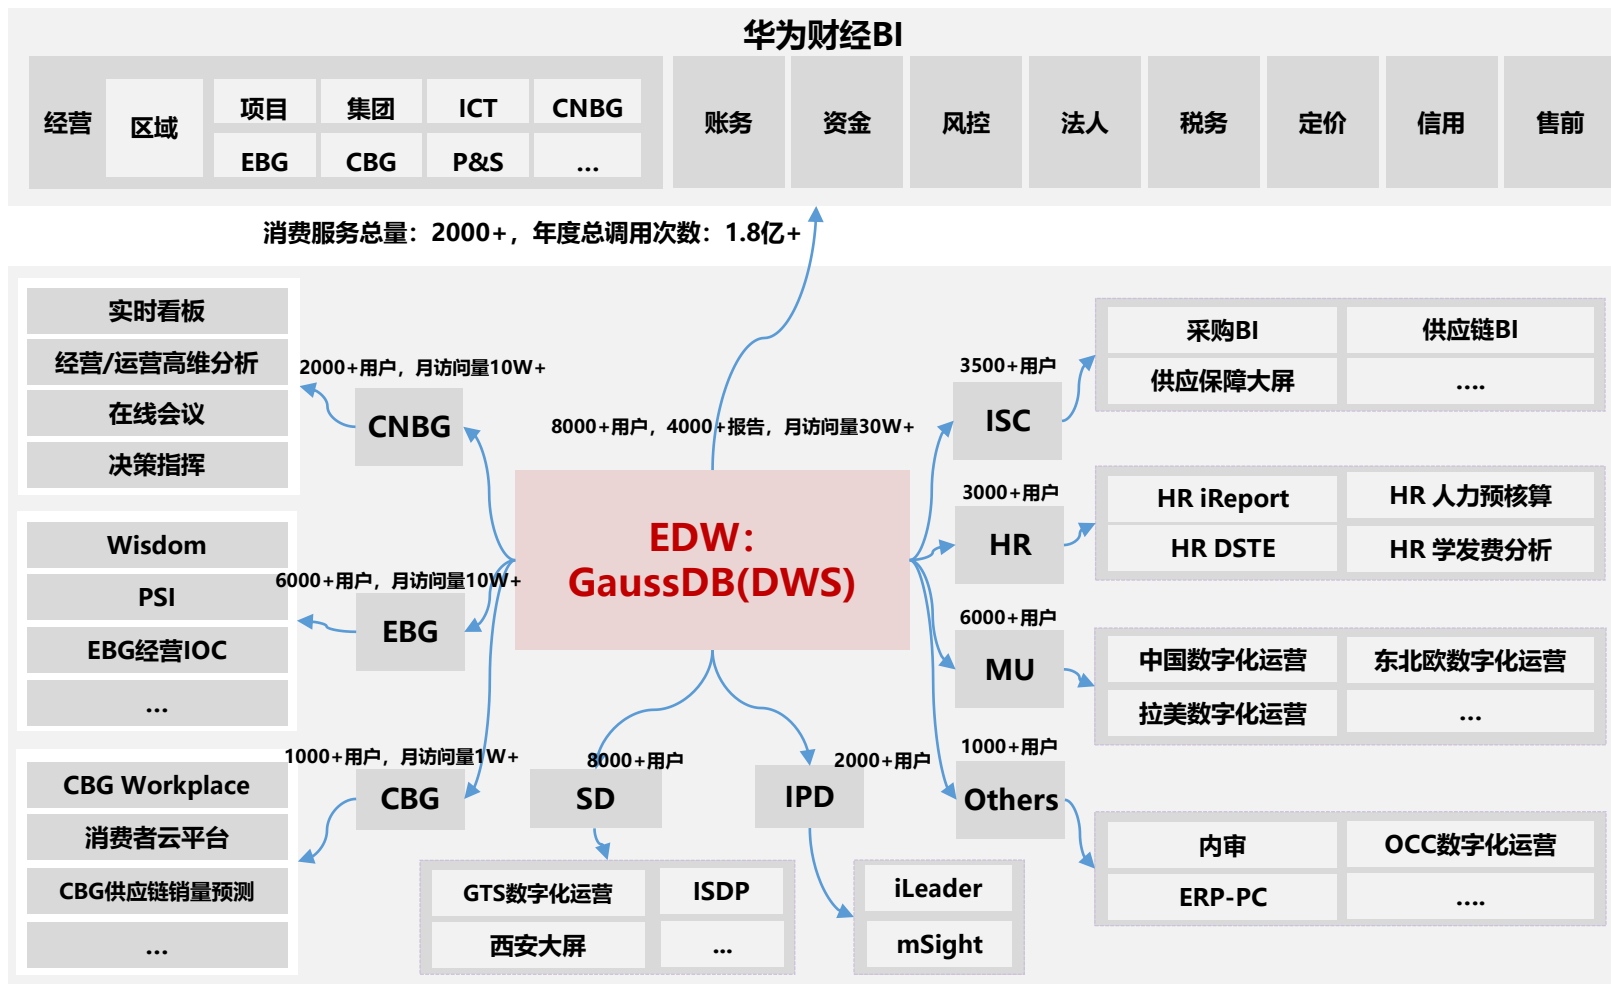 华为财经BI
经营
区域
项目
集团
ICT
CNBG
EBG
CBG
P&S
...
账务
资金
风控
法人
税务
定价
信用
售前
消费服务总量：2000+，年度总调用次数：1.8亿+
实时看板
经营/运营高维分析
在线会议
决策指挥
2000+用户，月访问量10W+
CNBG
Wisdom
PSI
EBG经营IOC
...
6000+用户，月访问量10W+
EBG
CBG Workplace
消费者云平台
CBG供应链销量预测
...
1000+用户，月访问量1W+
CBG
8000+用户，4000+报告，月访问量30W+
EDW：
GaussDB(DWS)
8000+用户
SD
GTS数字化运营
ISDP
西安大屏
...
2000+用户
IPD
iLeader
mSight
3500+用户
ISC
采购BI
供应链BI
供应保障大屏
....
3000+用户
HR
HR iReport
HR 人力预核算
HR DSTE
HR 学发费分析
6000+用户
MU
中国数字化运营
东北欧数字化运营
拉美数字化运营
...
1000+用户
Others
内审
OCC数字化运营
ERP-PC
....